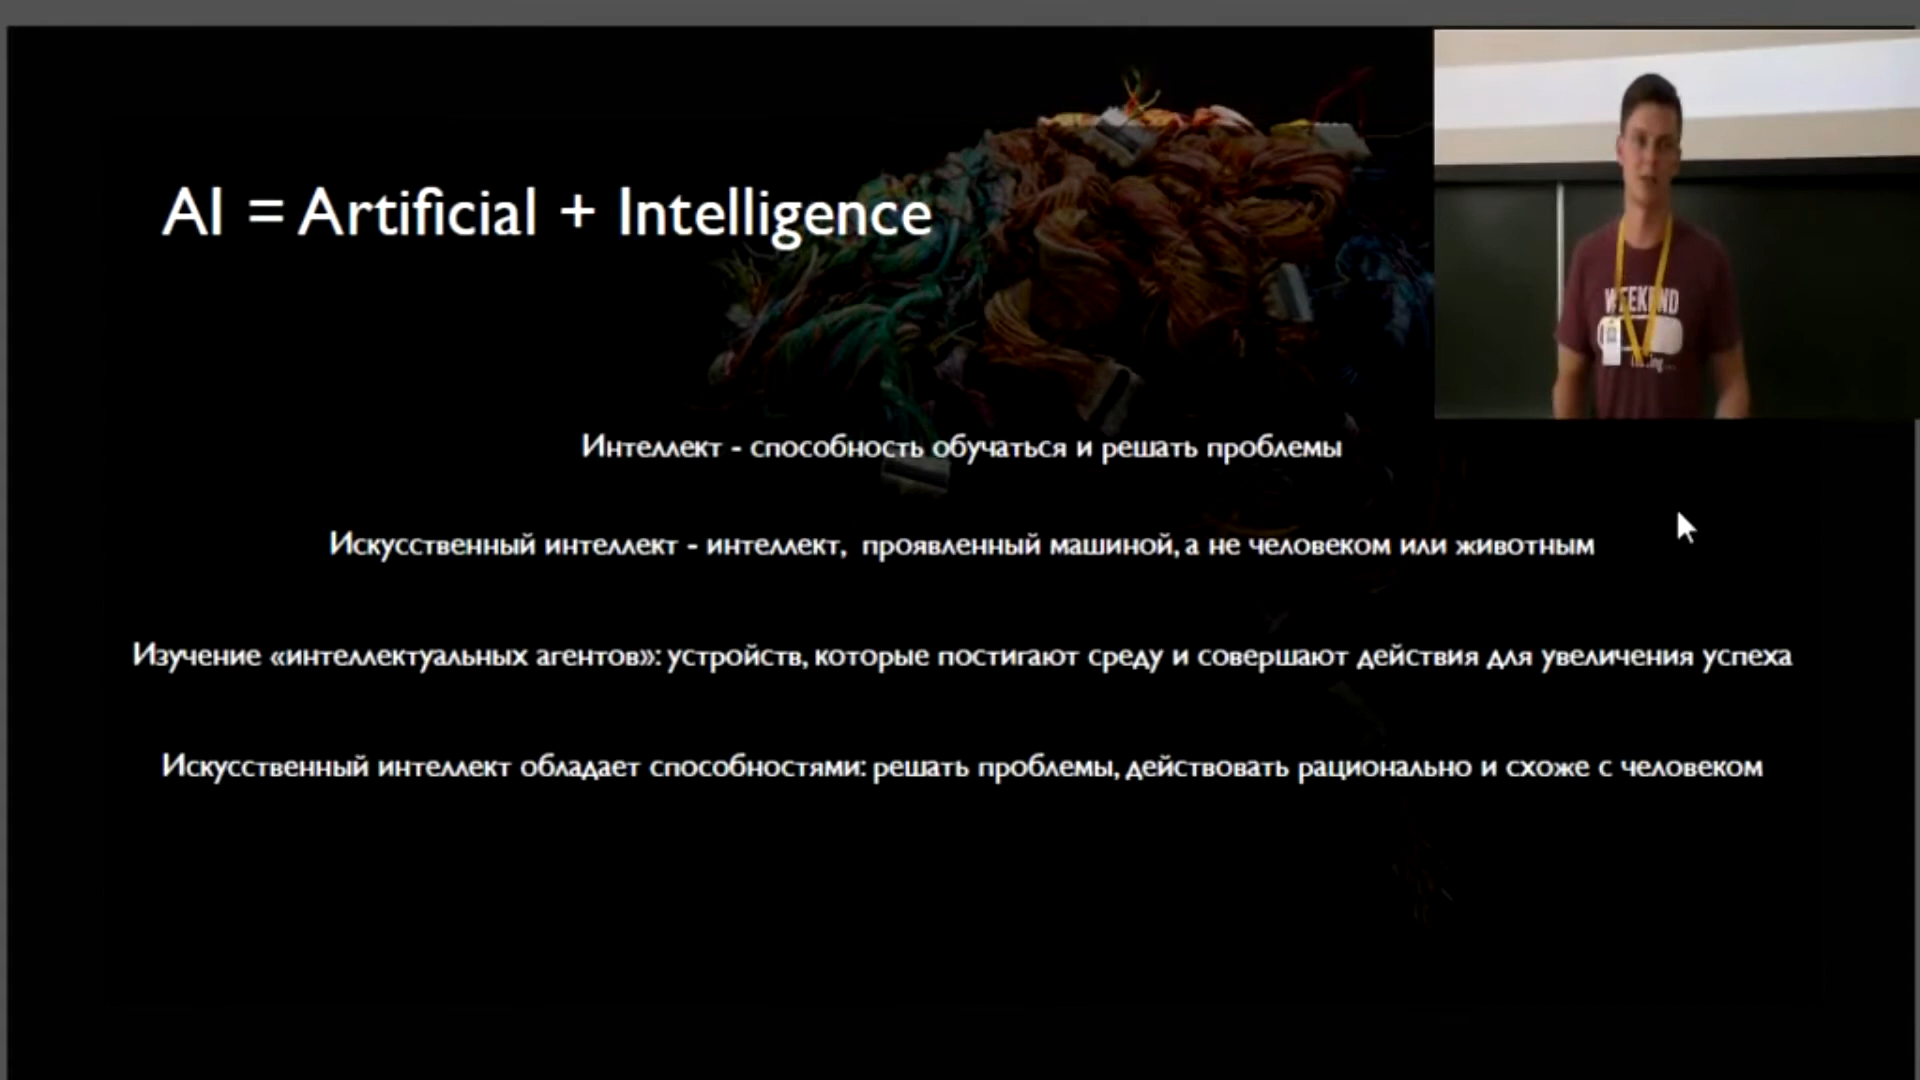 AI = Artificial + Intelligence
WEEKEND
Интеллект - способность обучаться и решать проблемы
Искусственный интеллект - интеллект, проявленный машиной, а не человеком или животным
Изучение «интеллектуальных агентов»: устройств, которые постигают среду и совершают действия для увеличения успеха
Искусственный интеллект обладает способностями: решать проблемы, действовать рационально и схоже с человеком